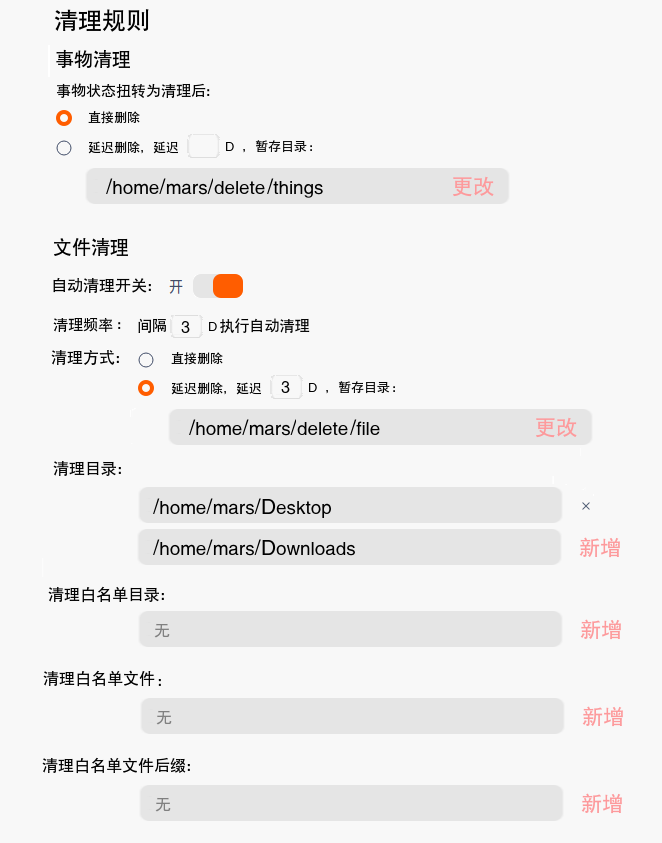 清理规则
事物清理
事物状态扭转为清理后:
直接删除
延迟删除, 延迟 D ，暂存目录:
/home/mars/delete/things 更改
文件清理
自动清理开关: 开
清理频率: 间隔 3 D执行自动清理
清理方式: 直接删除
延迟删除, 延迟 3 D ，暂存目录:
/home/mars/delete/file 更改
清理目录:
/home/mars/Desktop ×
/home/mars/Downloads 新增
清理白名单目录:
无 新增
清理白名单文件:
无 新增
清理白名单文件后缀:
无 新增